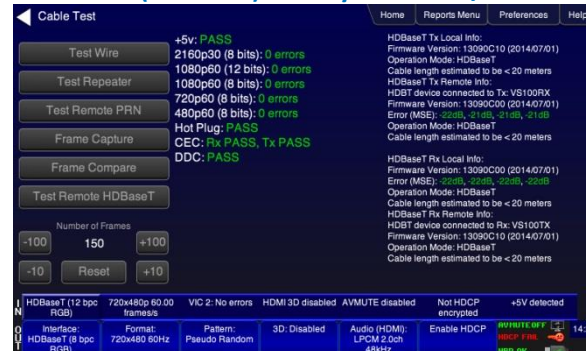 Cable Test
Home
Reports Menu
Preferences
Help
Test Wire
Test Repeater
Test Remote PRN
Frame Capture
Frame Compare
Test Remote HDBaseT
Number of Frames
-100
150
+100
-10
Reset
+10
+5v: PASS
2160p30 (8 bits): 0 errors
1080p60 (12 bits): 0 errors
1080p60 (8 bits): 0 errors
720p60 (8 bits): 0 errors
480p60 (8 bits): 0 errors
Hot Plug: PASS
CEC: Rx PASS, Tx PASS
DDC: PASS
HDBaseT Tx Local Info:
Firmware Version: 13090C10 (2014/07/01)
Operation Mode: HDBaseT
Cable length estimated to be < 20 meters
HDBaseT Tx Remote Info:
HDBT device connected to Tx: VS100RX
Firmware Version: 13090C00 (2014/07/01)
Error (MSE): -22dB, -21dB, -21dB, -21dB
Operation Mode: HDBaseT
Cable length estimated to be < 20 meters
HDBaseT Rx Local Info:
Firmware Version: 13090C00 (2014/07/01)
Error (MSE): -22dB, -22dB, -22dB, -22dB
Operation Mode: HDBaseT
Cable length estimated to be < 20 meters
HDBaseT Rx Remote Info:
HDBT device connected to Rx: VS100TX
Firmware Version: 13090C10 (2014/07/01)
Operation Mode: HDBaseT
Cable length estimated to be < 20 meters
IN
HDBaseT (12 bpc
RGB)
720x480p 60.00
frames/s
VIC 2: No errors
HDMI 3D disabled
AVMUTE disabled
Not HDCP
encrypted
+5V detected
OUT
Interface:
HDBaseT (8 bpc
RGB)
Format:
720x480 60Hz
Pattern:
Pseudo Random
3D: Disabled
Audio (HDMI):
LPCM 2.0ch
48kHz
Enable HDCP
AVMUTE OFF
HDCP FAIL
14: